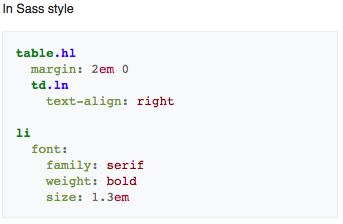 In Sass style
table.hl
  margin: 2em 0
  td.ln
    text-align: right

li
  font:
    family: serif
    weight: bold
    size: 1.3em